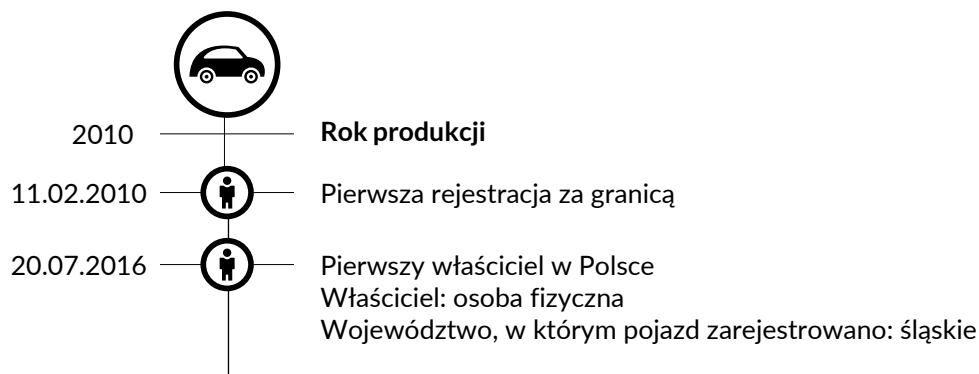 2010 Rok produkcji
11.02.2010 Pierwsza rejestracja za granicą
20.07.2016 Pierwszy właściciel w Polsce
Właściciel: osoba fizyczna
Województwo, w którym pojazd zarejestrowano: śląskie